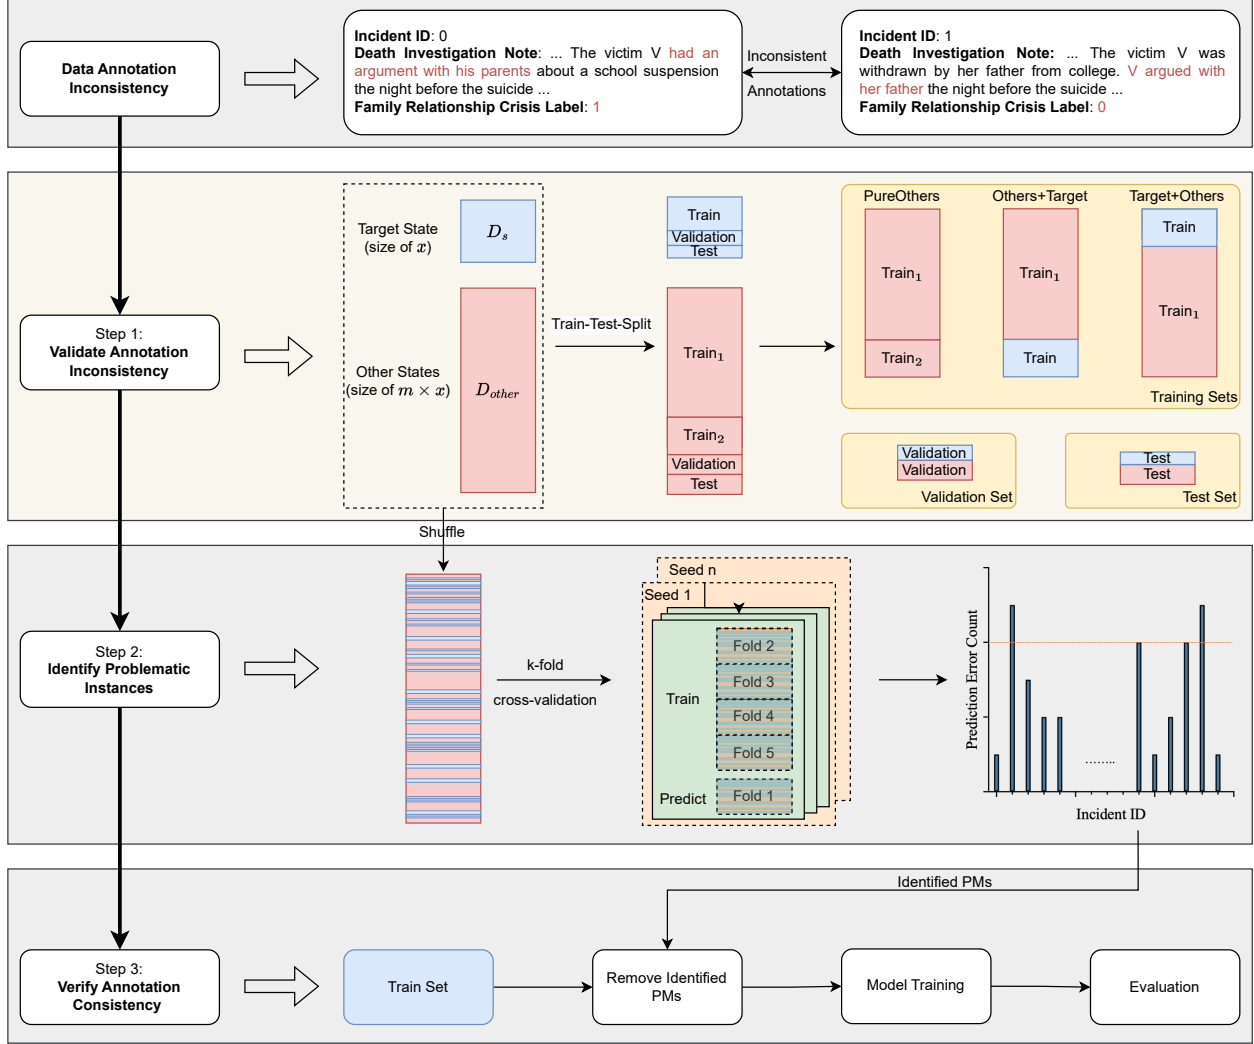 Data Annotation
Inconsistency
Incident ID: 0
Death Investigation Note: ... The victim V had an
argument with his parents about a school suspension
the night before the suicide ...
Family Relationship Crisis Label: 1
Inconsistent
Annotations
Incident ID: 1
Death Investigation Note: ... The victim V was
withdrawn by her father from college. V argued with
her father the night before the suicide ...
Family Relationship Crisis Label: 0
Step 1:
Validate Annotation
Inconsistency
Target State
(size of x)
D_s
Other States
(size of m × x)
D_other
Train-Test-Split
Train
Validation
Test
Train₁
Train₂
Validation
Test
PureOthers
Train₁
Train₂
Others+Target
Train₁
Train
Target+Others
Train
Train₁
Training Sets
Validation
Validation
Validation Set
Test
Test
Test Set
Shuffle
Step 2:
Identify Problematic
Instances
k-fold
cross-validation
Seed n
Seed 1
Train
Fold 2
Fold 3
Fold 4
Fold 5
Predict
Fold 1
Prediction Error Count
........
Incident ID
Identified PMs
Step 3:
Verify Annotation
Consistency
Train Set
Remove Identified
PMs
Model Training
Evaluation